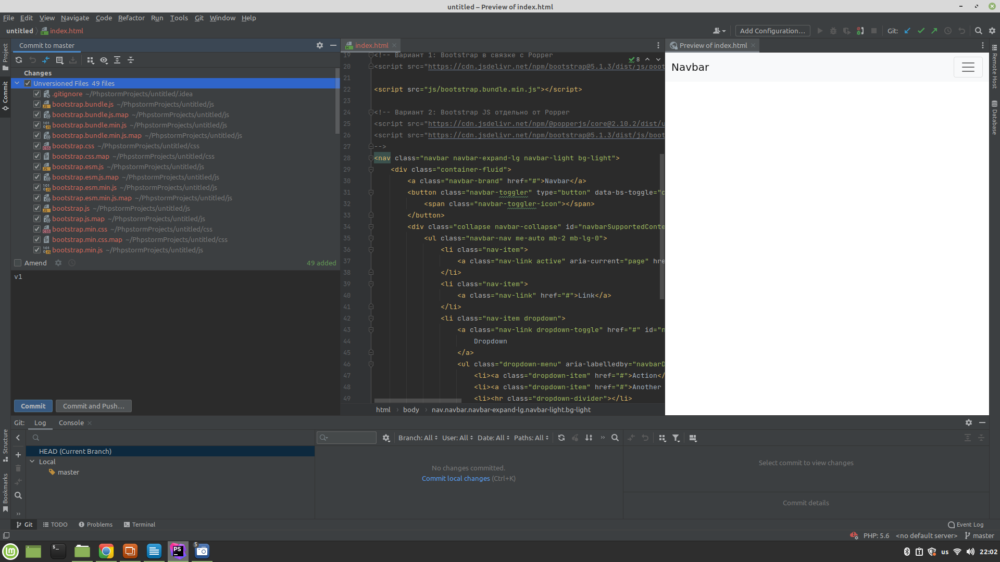 untitled – Preview of index.html
File Edit View Navigate Code Refactor Run Tools Git Window Help
untitled index.html
Add Configuration...
Git:
Project
Commit
Structure
Bookmarks
Commit to master
Changes
Unversioned Files 49 files
.gitignore ~/PhpstormProjects/untitled/.idea
bootstrap.bundle.js ~/PhpstormProjects/untitled/js
bootstrap.bundle.js.map ~/PhpstormProjects/untitled/js
bootstrap.bundle.min.js ~/PhpstormProjects/untitled/js
bootstrap.bundle.min.js.map ~/PhpstormProjects/untitled/js
bootstrap.css ~/PhpstormProjects/untitled/css
bootstrap.css.map ~/PhpstormProjects/untitled/css
bootstrap.esm.js ~/PhpstormProjects/untitled/js
bootstrap.esm.js.map ~/PhpstormProjects/untitled/js
bootstrap.esm.min.js ~/PhpstormProjects/untitled/js
bootstrap.esm.min.js.map ~/PhpstormProjects/untitled/js
bootstrap.js ~/PhpstormProjects/untitled/js
bootstrap.js.map ~/PhpstormProjects/untitled/js
bootstrap.min.css ~/PhpstormProjects/untitled/css
bootstrap.min.css.map ~/PhpstormProjects/untitled/css
bootstrap.min.js ~/PhpstormProjects/untitled/js
Amend 49 added
v1
Commit Commit and Push...
index.html
8
19 <!-- Вариант 1: Bootstrap в связке с Popper
20 <script src="https://cdn.jsdelivr.net/npm/bootstrap@5.1.3/dist/js/boot
21
22 <script src="js/bootstrap.bundle.min.js"></script>
23
24 <!-- Вариант 2: Bootstrap JS отдельно от Popper
25 <script src="https://cdn.jsdelivr.net/npm/@popperjs/core@2.10.2/dist/u
26 <script src="https://cdn.jsdelivr.net/npm/bootstrap@5.1.3/dist/js/boot
27 -->
28 <nav class="navbar navbar-expand-lg navbar-light bg-light">
29 <div class="container-fluid">
30 <a class="navbar-brand" href="#">Navbar</a>
31 <button class="navbar-toggler" type="button" data-bs-toggle="c
32 <span class="navbar-toggler-icon"></span>
33 </button>
34 <div class="collapse navbar-collapse" id="navbarSupportedConte
35 <ul class="navbar-nav me-auto mb-2 mb-lg-0">
36 <li class="nav-item">
37 <a class="nav-link active" aria-current="page" hre
38 </li>
39 <li class="nav-item">
40 <a class="nav-link" href="#">Link</a>
41 </li>
42 <li class="nav-item dropdown">
43 <a class="nav-link dropdown-toggle" href="#" id="n
44 Dropdown
45 </a>
46 <ul class="dropdown-menu" aria-labelledby="navbarD
47 <li><a class="dropdown-item" href="#">Action</
48 <li><a class="dropdown-item" href="#">Another
49 <li><hr class="dropdown-divider"></li>
html body nav.navbar.navbar-expand-lg.navbar-light.bg-light
Preview of index.html
Navbar
Remote Host
Database
Git: Log Console
HEAD (Current Branch)
Local
master
Branch: All User: All Date: All Paths: All
No changes committed.
Commit local changes (Ctrl+K)
Select commit to view changes
Commit details
Git TODO Problems Terminal
Event Log
PHP: 5.6 <no default server> master
PS
5
us 22:02